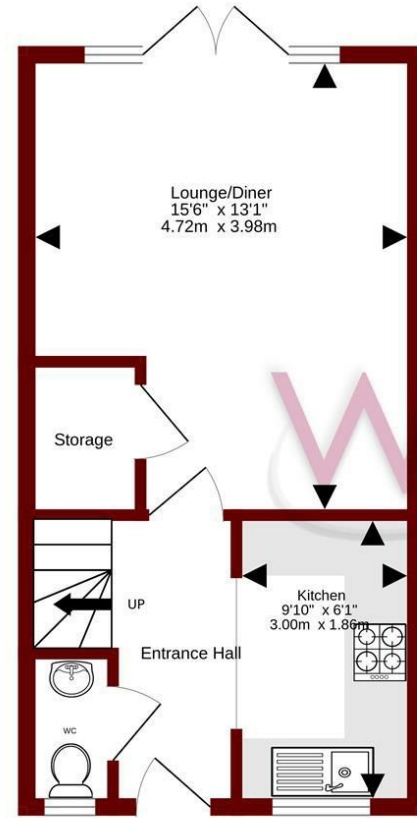 Lounge/Diner
15'6" x 13'1"
4.72m x 3.98m
Storage
UP
Kitchen
9'10" x 6'1"
3.00m x 1.86m
Entrance Hall
WC
W